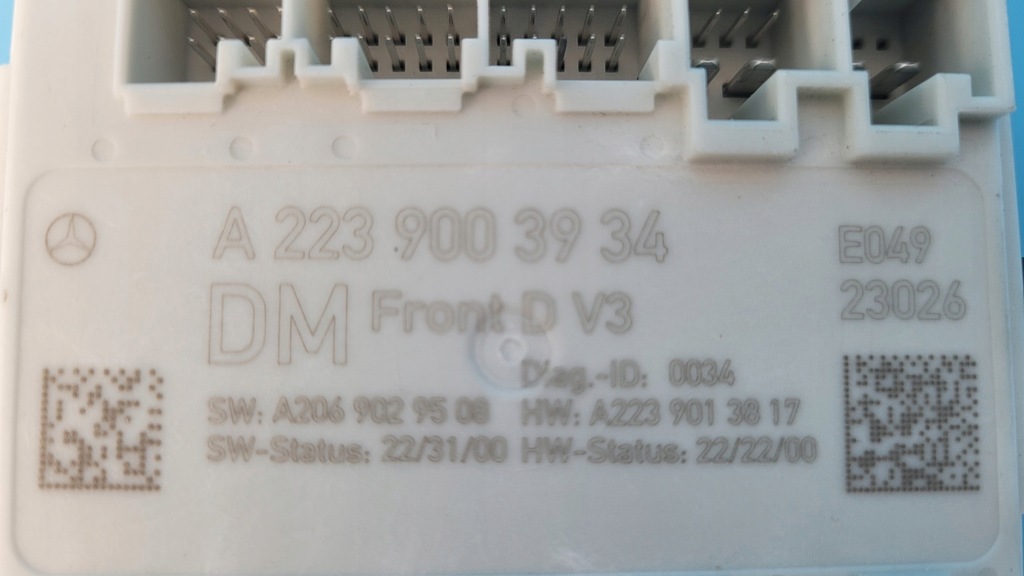 A 223 900 39 34
E049
DM Front D V3
23026
Diag.-ID: 0034
SW: A206 902 95 08 HW: A223 901 38 17
SW-Status: 22/31/00 HW-Status: 22/22/00